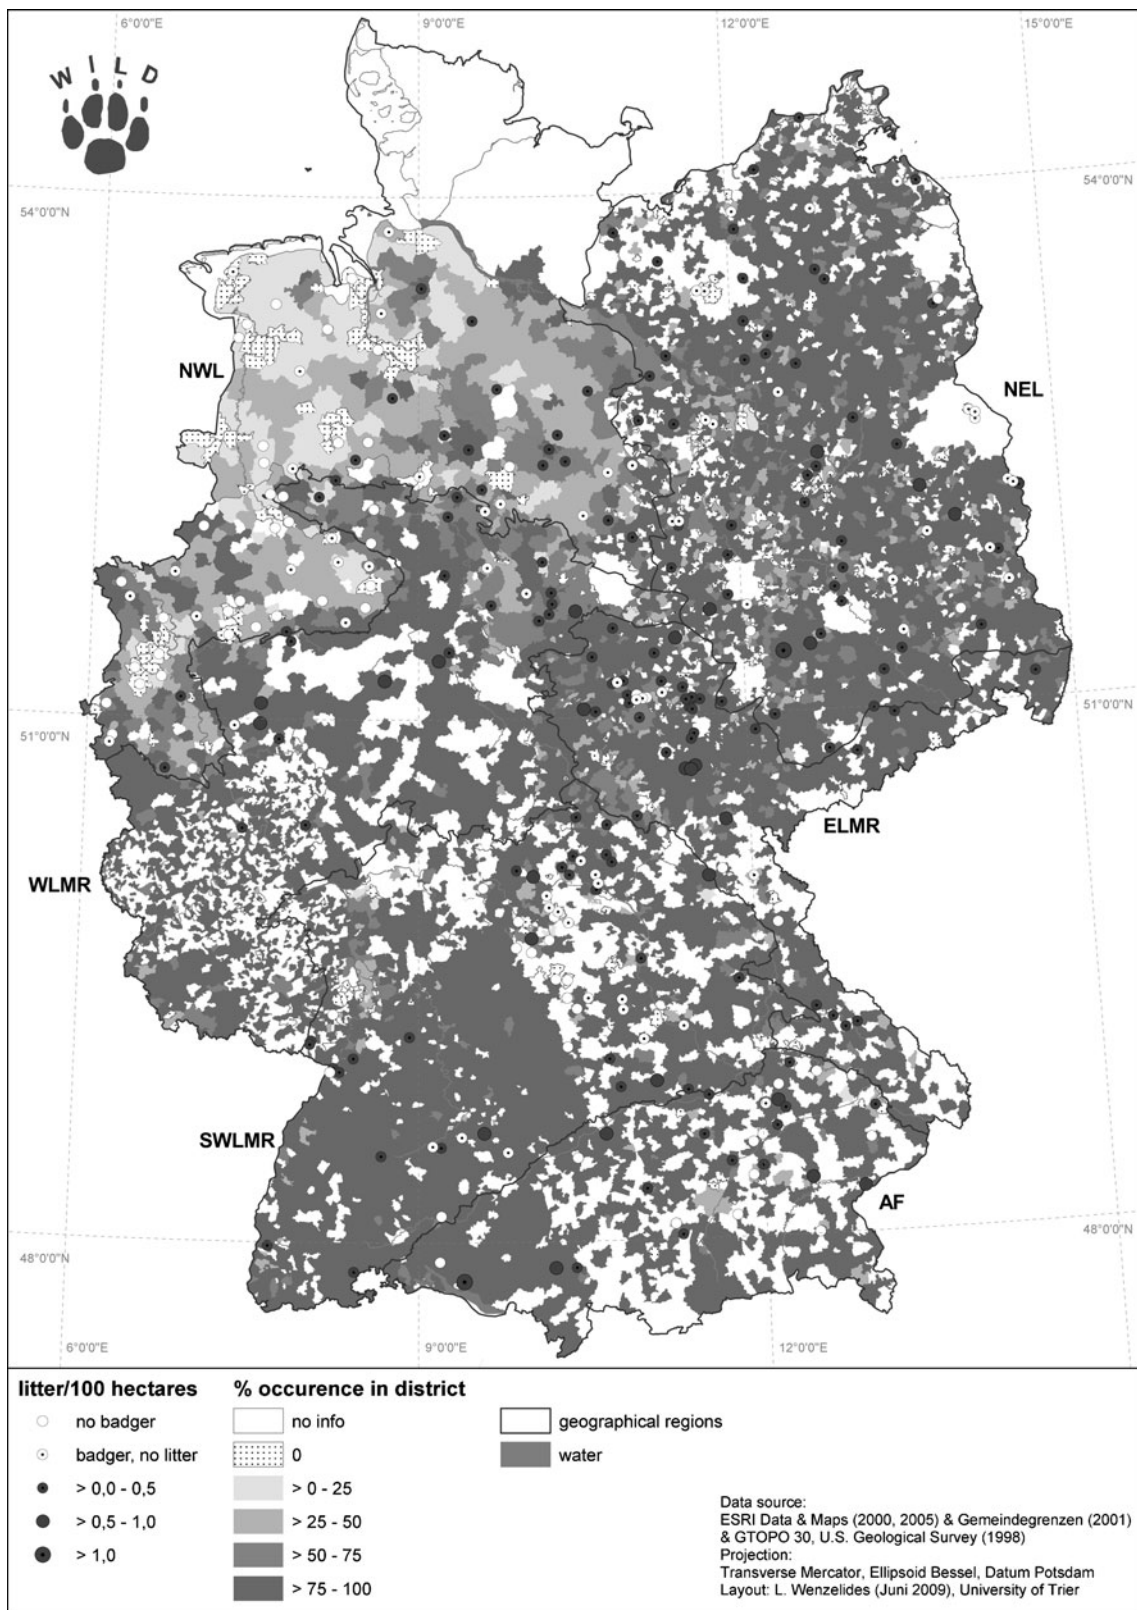 6°0'0"E 9°0'0"E 12°0'0"E 15°0'0"E
WILD
54°0'0"N 54°0'0"N
NWL
NEL
51°0'0"N 51°0'0"N
ELMR
WLMR
SWLMR
AF
48°0'0"N 48°0'0"N
6°0'0"E 9°0'0"E 12°0'0"E
litter/100 hectares
no badger
badger, no litter
> 0,0 - 0,5
> 0,5 - 1,0
> 1,0
% occurence in district
no info
0
> 0 - 25
> 25 - 50
> 50 - 75
> 75 - 100
geographical regions
water
Data source:
ESRI Data & Maps (2000, 2005) & Gemeindegrenzen (2001)
& GTOPO 30, U.S. Geological Survey (1998)
Projection:
Transverse Mercator, Ellipsoid Bessel, Datum Potsdam
Layout: L. Wenzelides (Juni 2009), University of Trier